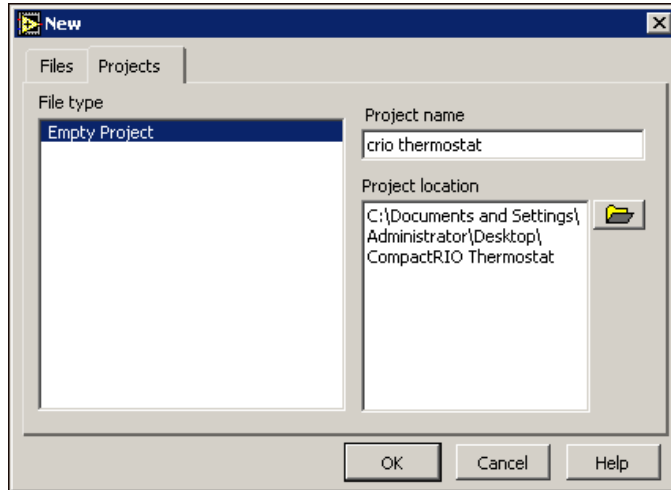 New
Files Projects
File type
Empty Project
Project name
crio thermostat
Project location
C:\Documents and Settings\
Administrator\Desktop\
CompactRIO Thermostat
OK Cancel Help